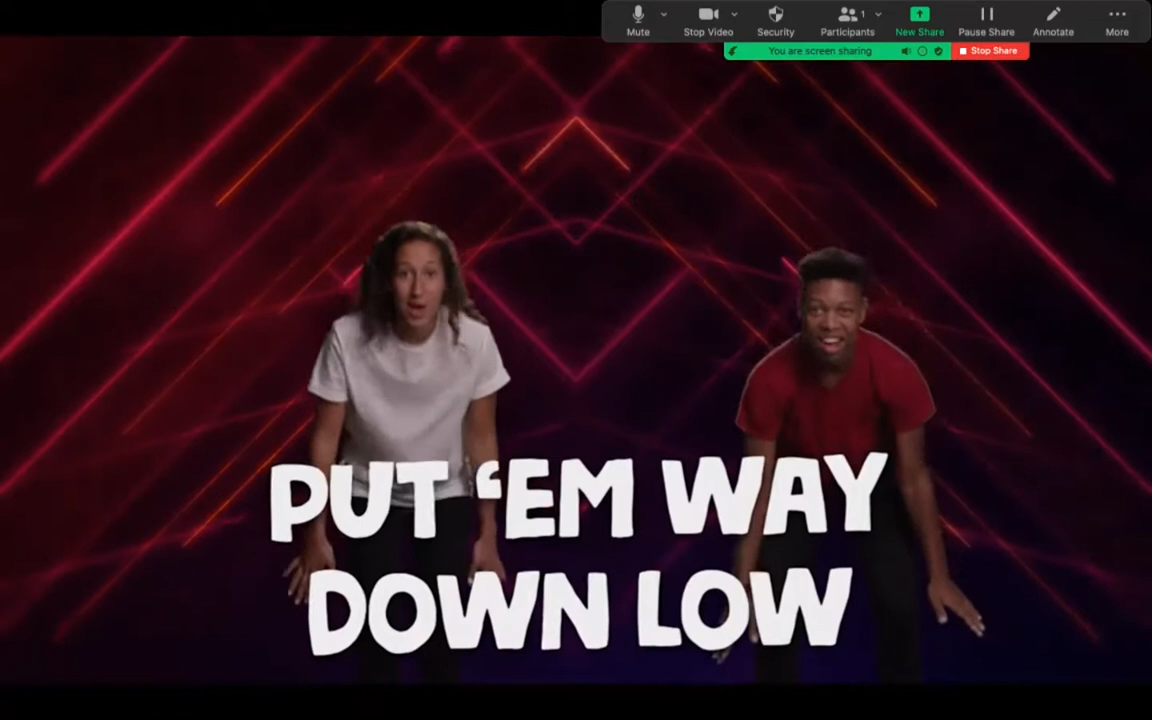 Mute
Stop Video
Security
1
Participants
New Share
Pause Share
Annotate
More
You are screen sharing
Stop Share
PUT ‘EM WAY
DOWN LOW